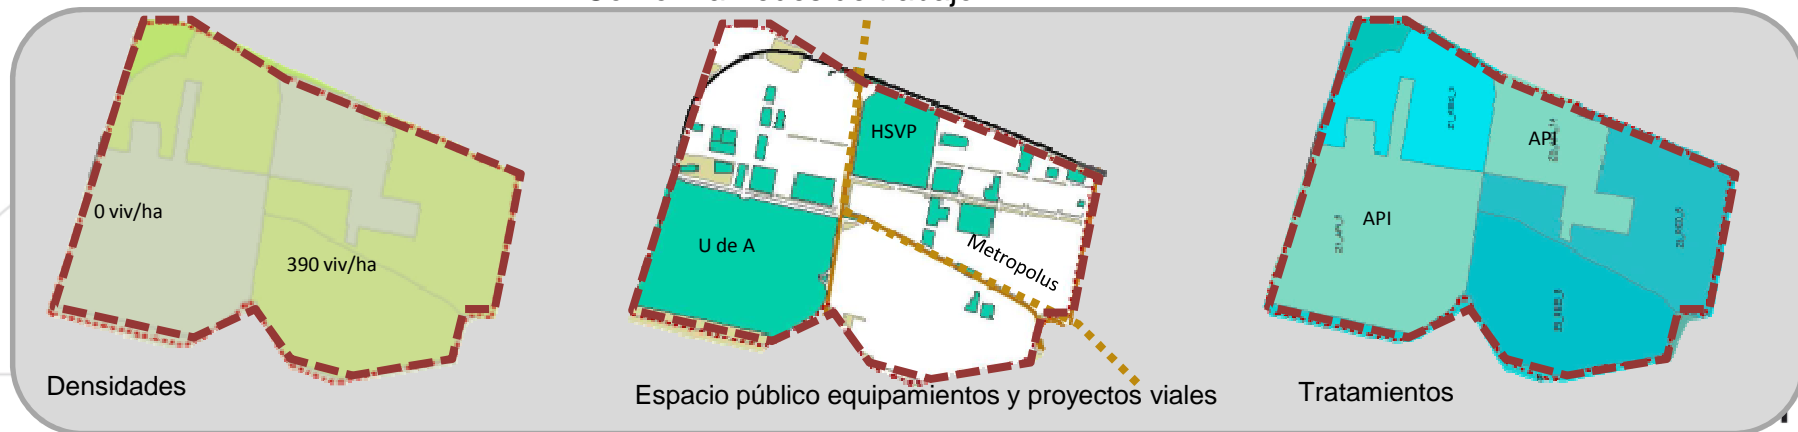 0 viv/ha
390 viv/ha
Densidades
HSVP
U de A
Metropolus
Espacio público equipamientos y proyectos viales
API
API
Tratamientos